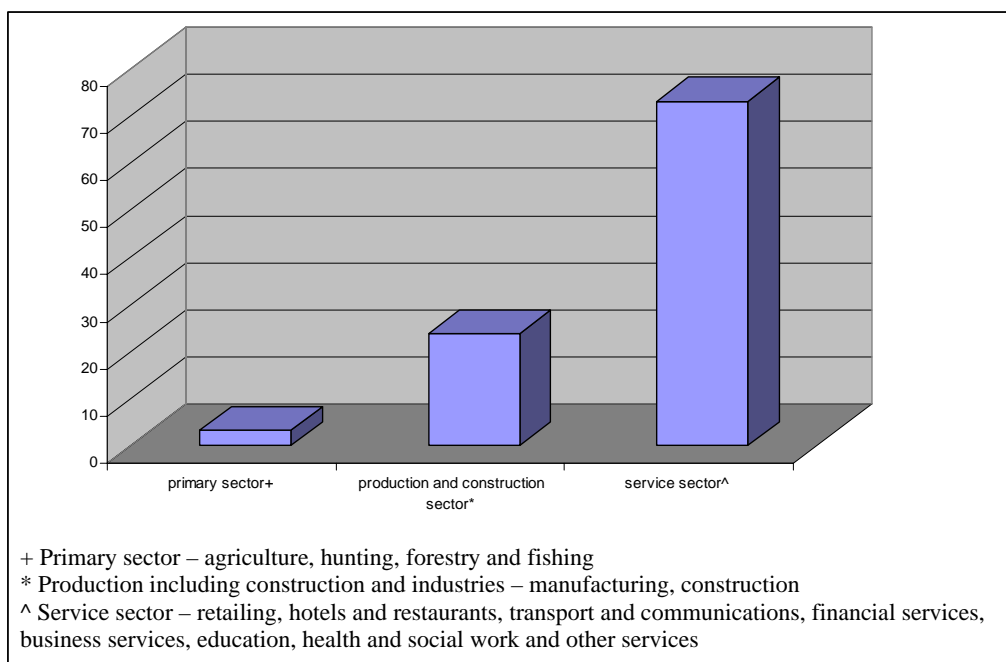 80
70
60
50
40
30
20
10
0
primary sector+
production and construction
sector*
service sector^
+ Primary sector – agriculture, hunting, forestry and fishing
* Production including construction and industries – manufacturing, construction
^ Service sector – retailing, hotels and restaurants, transport and communications, financial services,
business services, education, health and social work and other services